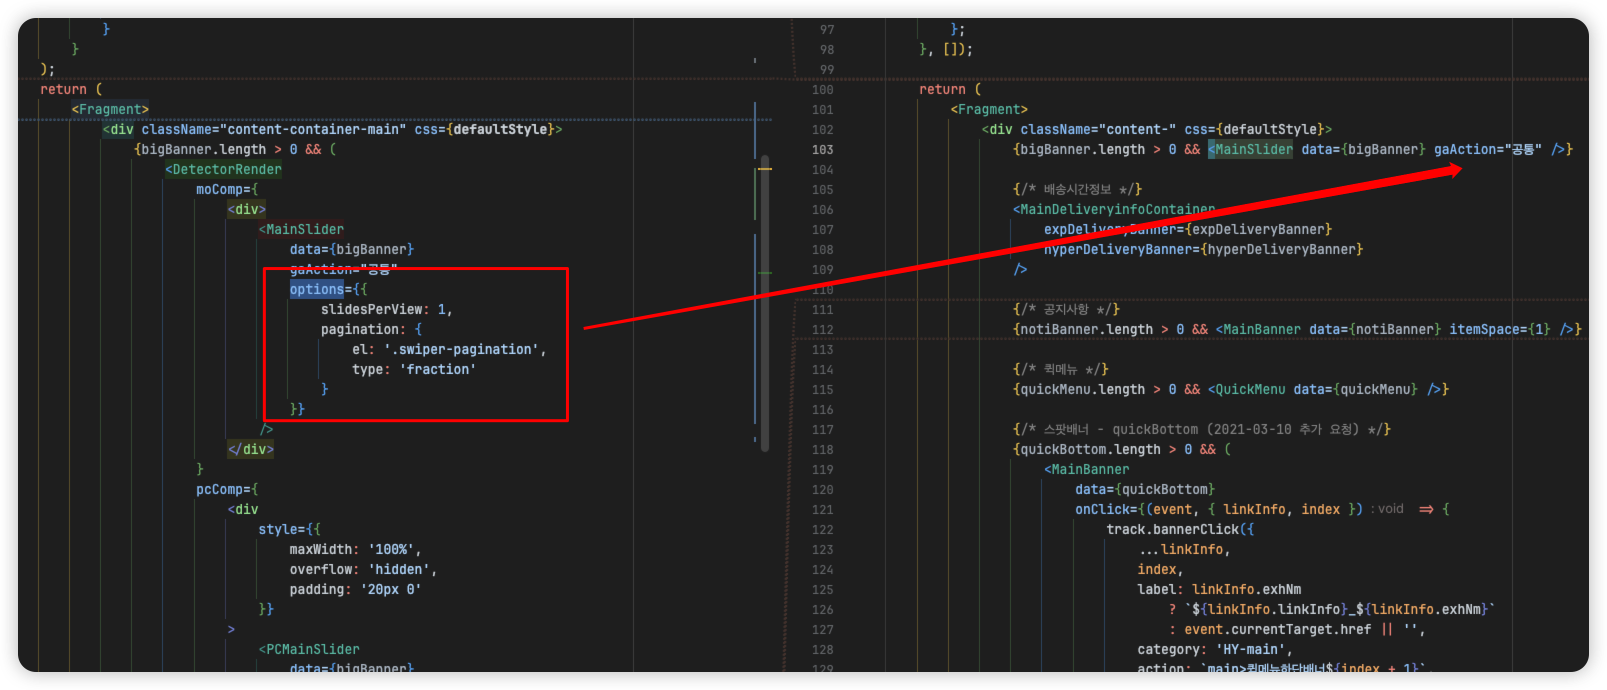 }
}
);
return (
<Fragment>
<div className="content-container-main" css={defaultStyle}>
{bigBanner.length > 0 && (
<DetectorRender
moComp={
<div>
<MainSlider
data={bigBanner}
gaAction="공통"
options={{
slidesPerView: 1,
pagination: {
el: '.swiper-pagination',
type: 'fraction'
}
}}
/>
</div>
}
pcComp={
<div
style={{
maxWidth: '100%',
overflow: 'hidden',
padding: '20px 0'
}}
>
<PCMainSlider
data={bigBanner}
97 };
98 }, []);
99
100 return (
101 <Fragment>
102 <div className="content-" css={defaultStyle}>
103 {bigBanner.length > 0 && <MainSlider data={bigBanner} gaAction="공통" />}
104
105 {/* 배송시간정보 */}
106 <MainDeliveryinfoContainer
107 expDeliveryBanner={expDeliveryBanner}
108 hyperDeliveryBanner={hyperDeliveryBanner}
109 />
110
111 {/* 공지사항 */}
112 {notiBanner.length > 0 && <MainBanner data={notiBanner} itemSpace={1} />}
113
114 {/* 퀵메뉴 */}
115 {quickMenu.length > 0 && <QuickMenu data={quickMenu} />}
116
117 {/* 스팟배너 - quickBottom (2021-03-10 추가 요청) */}
118 {quickBottom.length > 0 && (
119 <MainBanner
120 data={quickBottom}
121 onClick={(event, { linkInfo, index }) : void => {
122 track.bannerClick({
123 ...linkInfo,
124 index,
125 label: linkInfo.exhNm
126 ? `${linkInfo.linkInfo}_${linkInfo.exhNm}`
127 : event.currentTarget.href || '',
128 category: 'HY-main',
129 action: `main>퀵메뉴하단배너${index + 1}`,